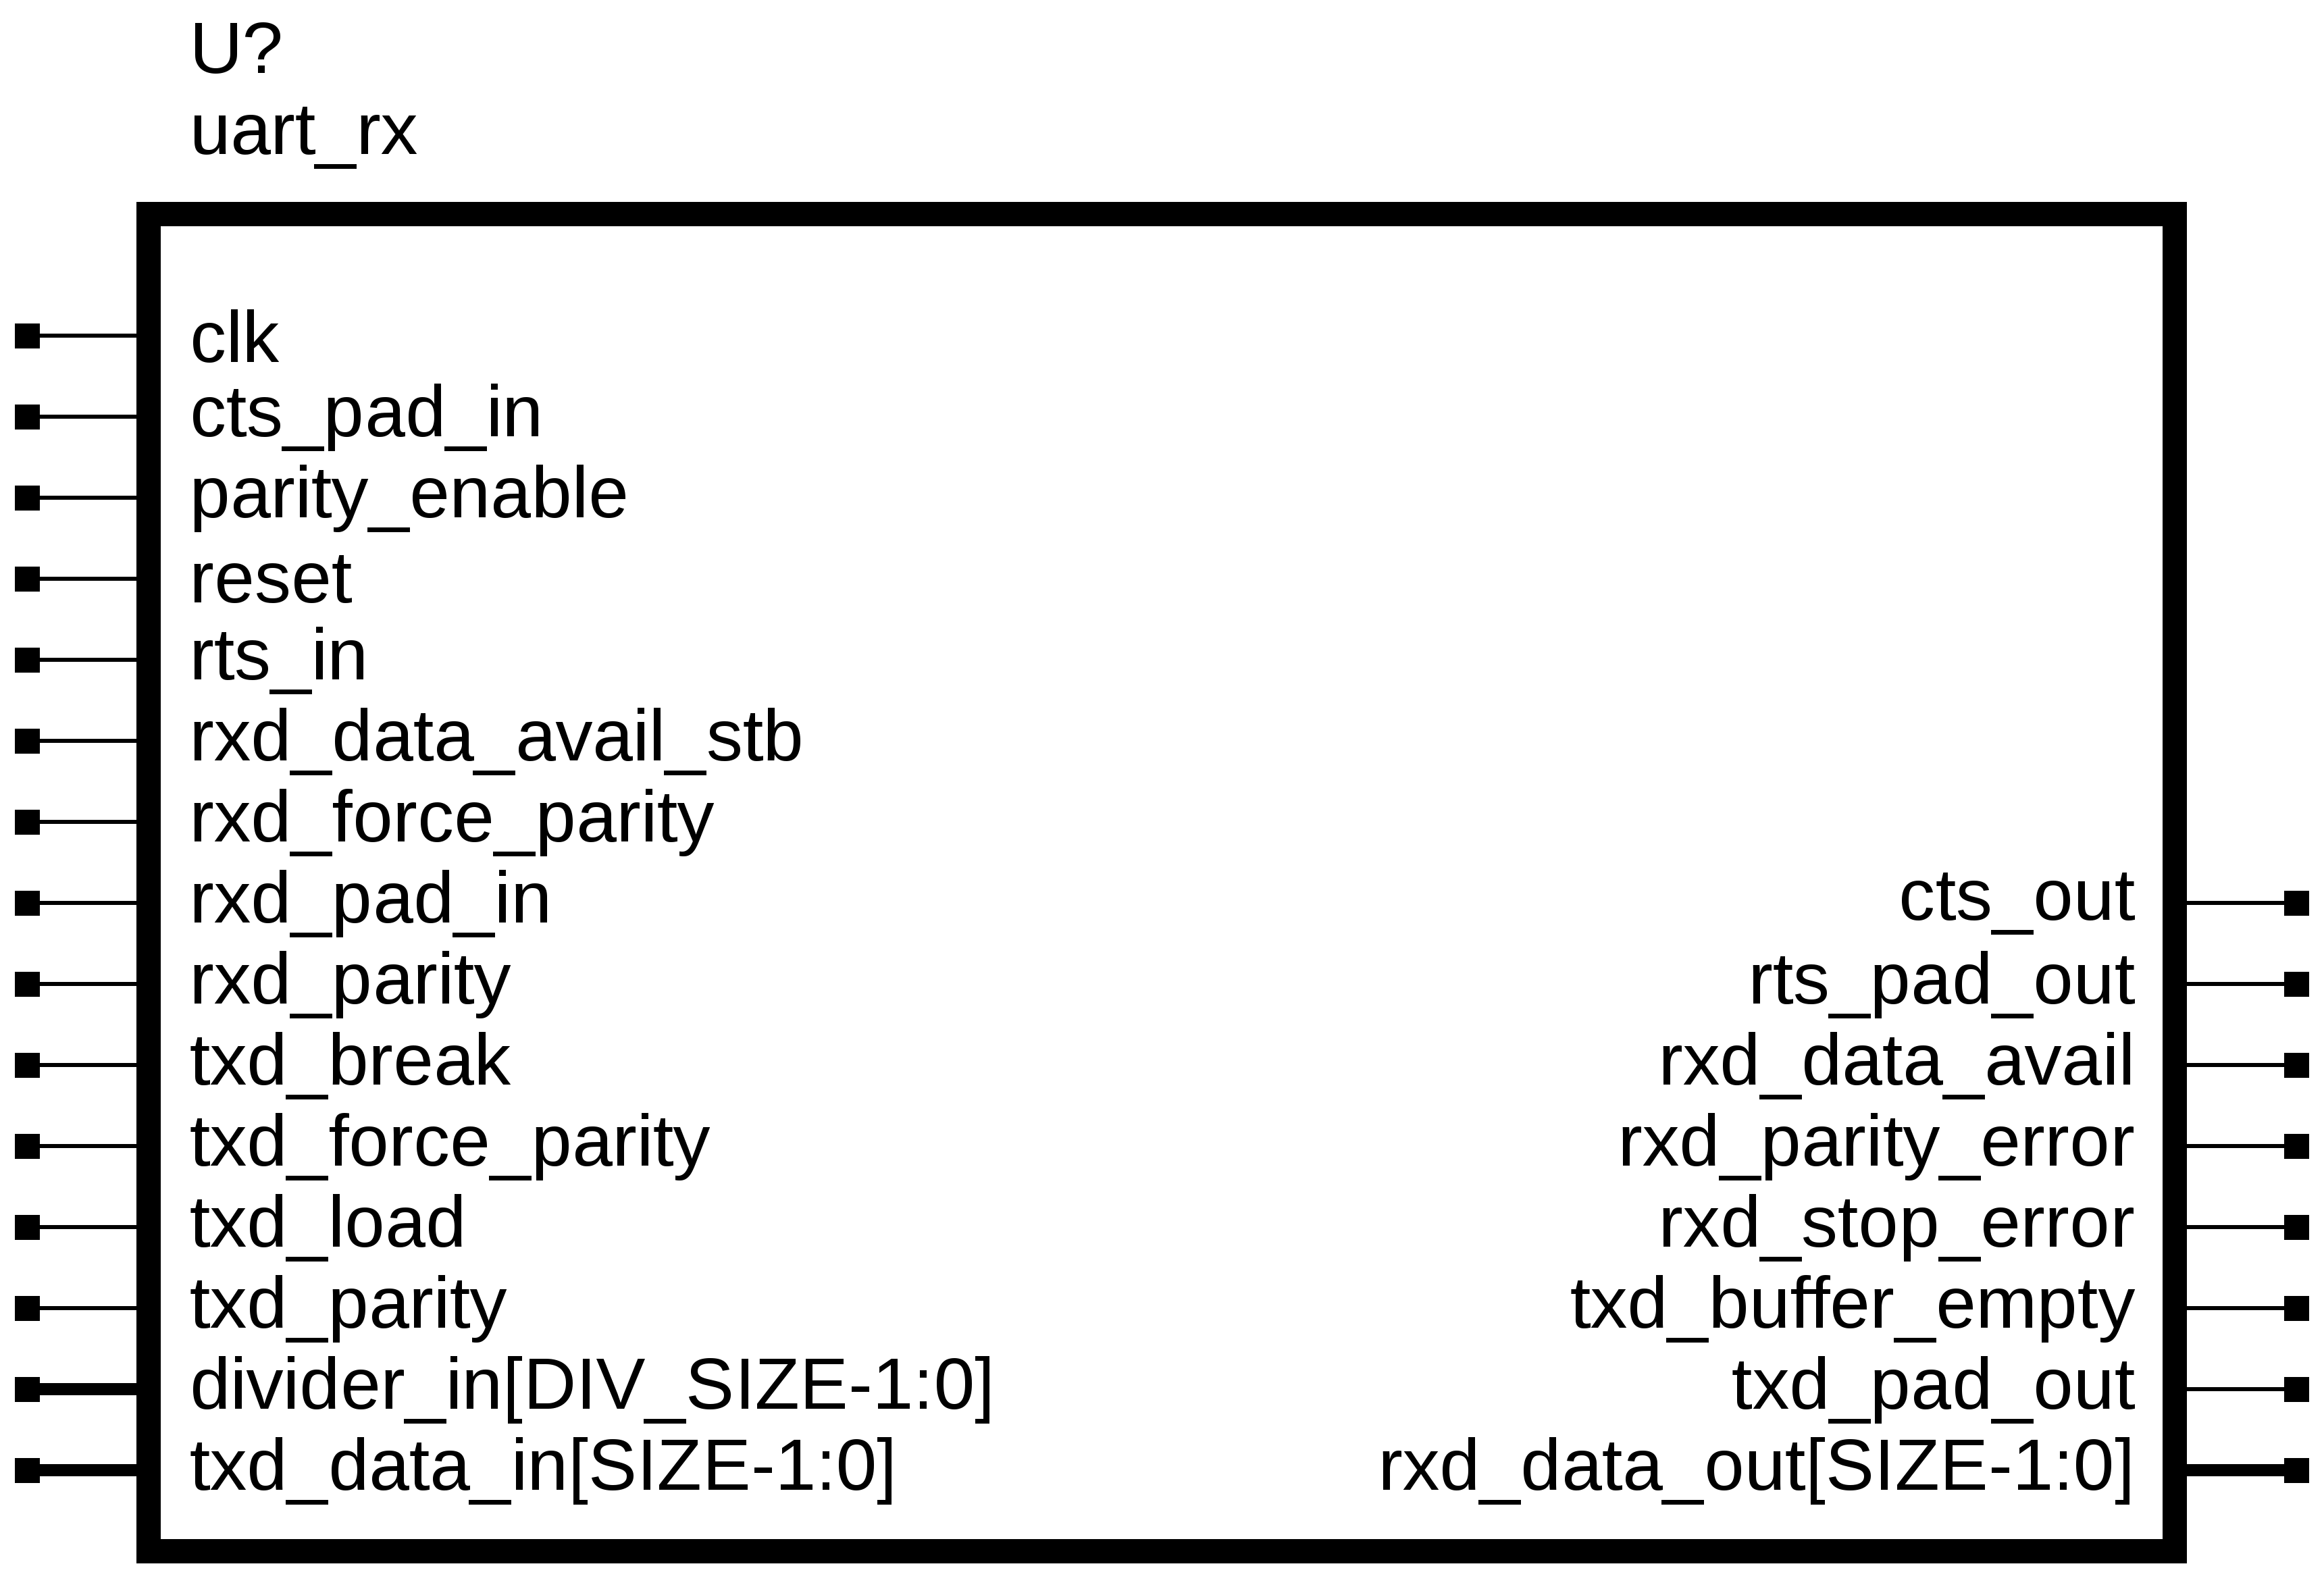 U?
uart_rx
clk
cts_pad_in
parity_enable
reset
rts_in
rxd_data_avail_stb
rxd_force_parity
rxd_pad_in
rxd_parity
txd_break
txd_force_parity
txd_load
txd_parity
divider_in[DIV_SIZE-1:0]
txd_data_in[SIZE-1:0]
cts_out
rts_pad_out
rxd_data_avail
rxd_parity_error
rxd_stop_error
txd_buffer_empty
txd_pad_out
rxd_data_out[SIZE-1:0]